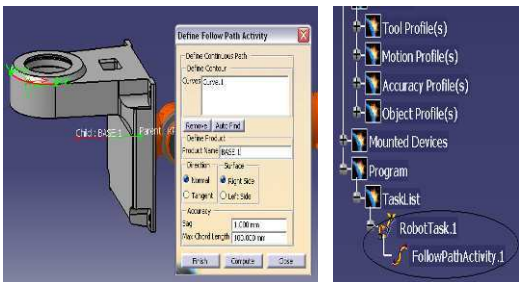 Define Follow Path Activity
Define Continuous Path
Define Contour
Curves Curve.1
Remove
Auto Find
Define Product
Product Name BASE.1
Direction
Surface
Normal
Right Side
Tangent
Left Side
Accuracy
Sag 1.000mm
Max Chord Length 100.000 mm
Finish
Compute
Close
Child : BASE.1
Parent
Tool Profile(s)
Motion Profile(s)
Accuracy Profile(s)
Object Profile(s)
Mounted Devices
Program
TaskList
RobotTask.1
FollowPathActivity.1